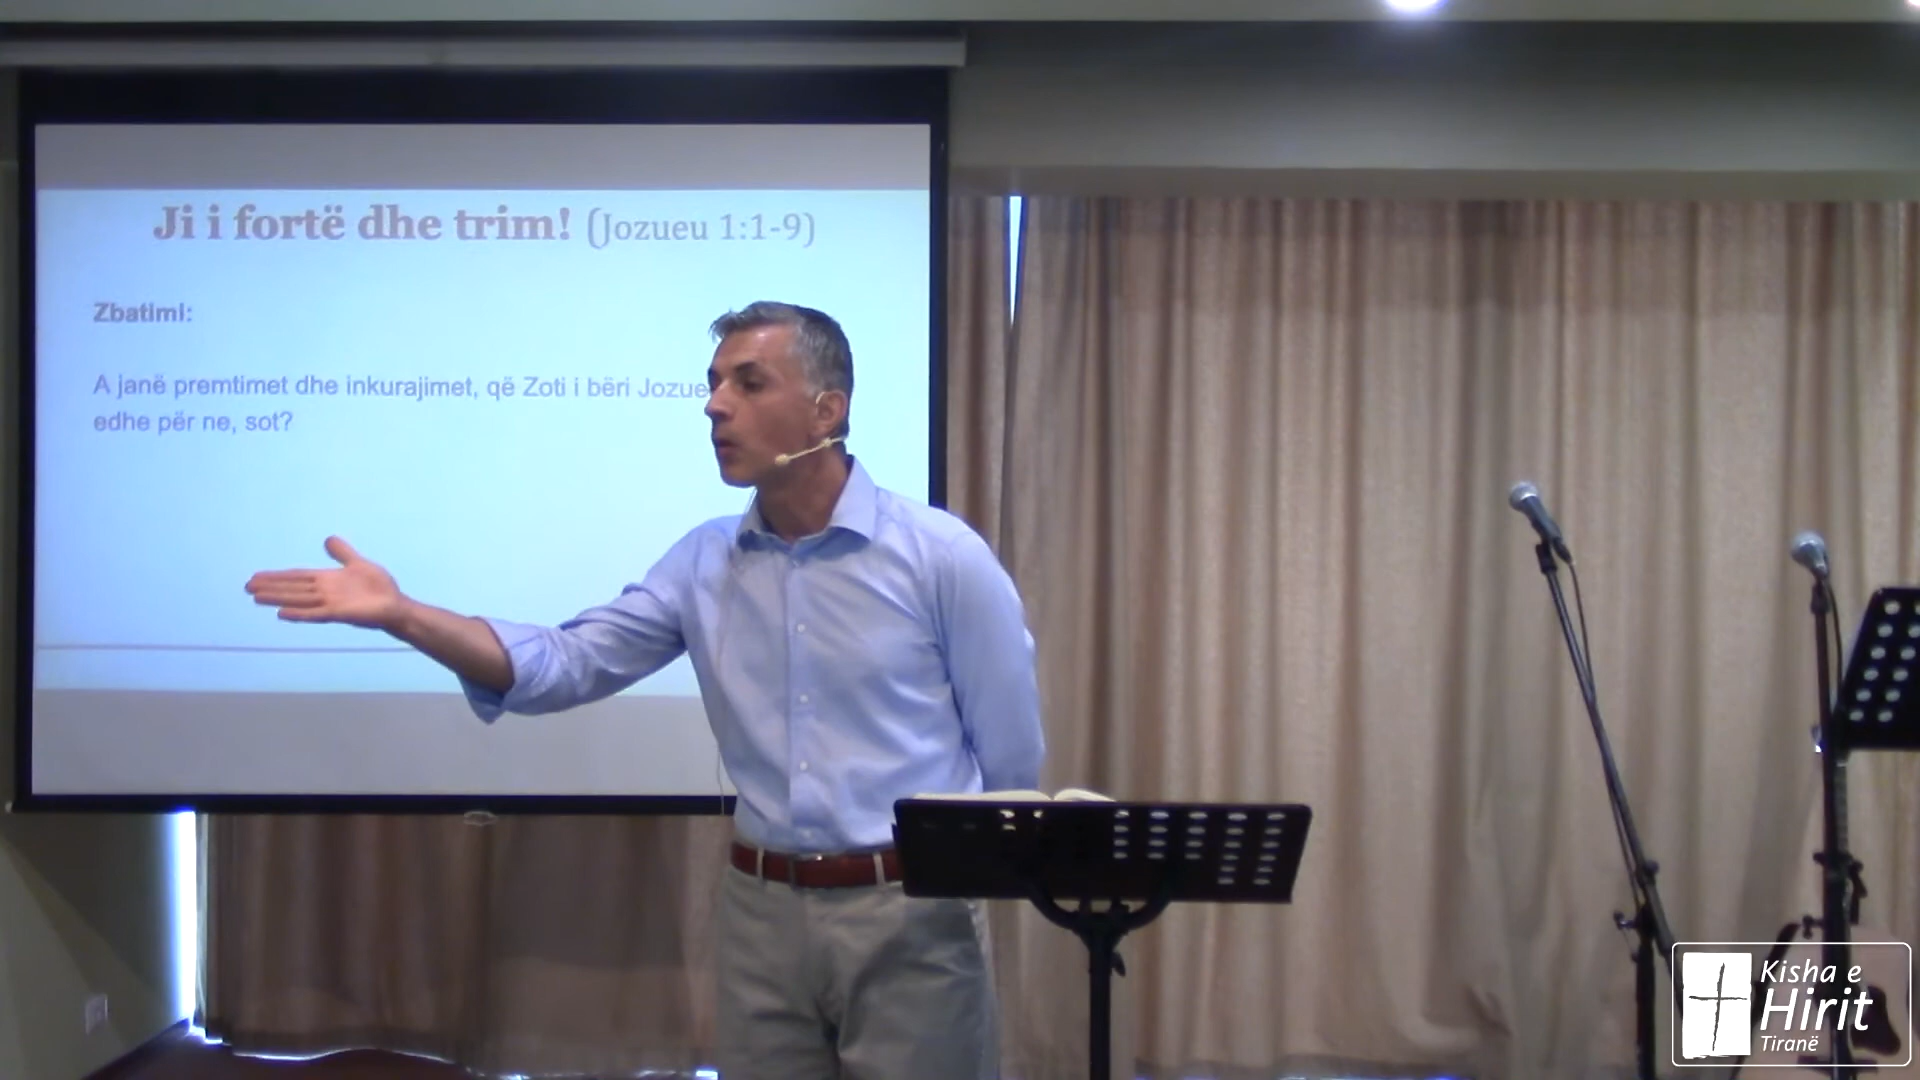 Ji i fortë dhe trim! (Jozueu 1:1-9)
Zbatimi:
A janë premtimet dhe inkurajimet, që Zoti i bëri
edhe për ne, sot?
Kisha e
Hirit
Tiranë